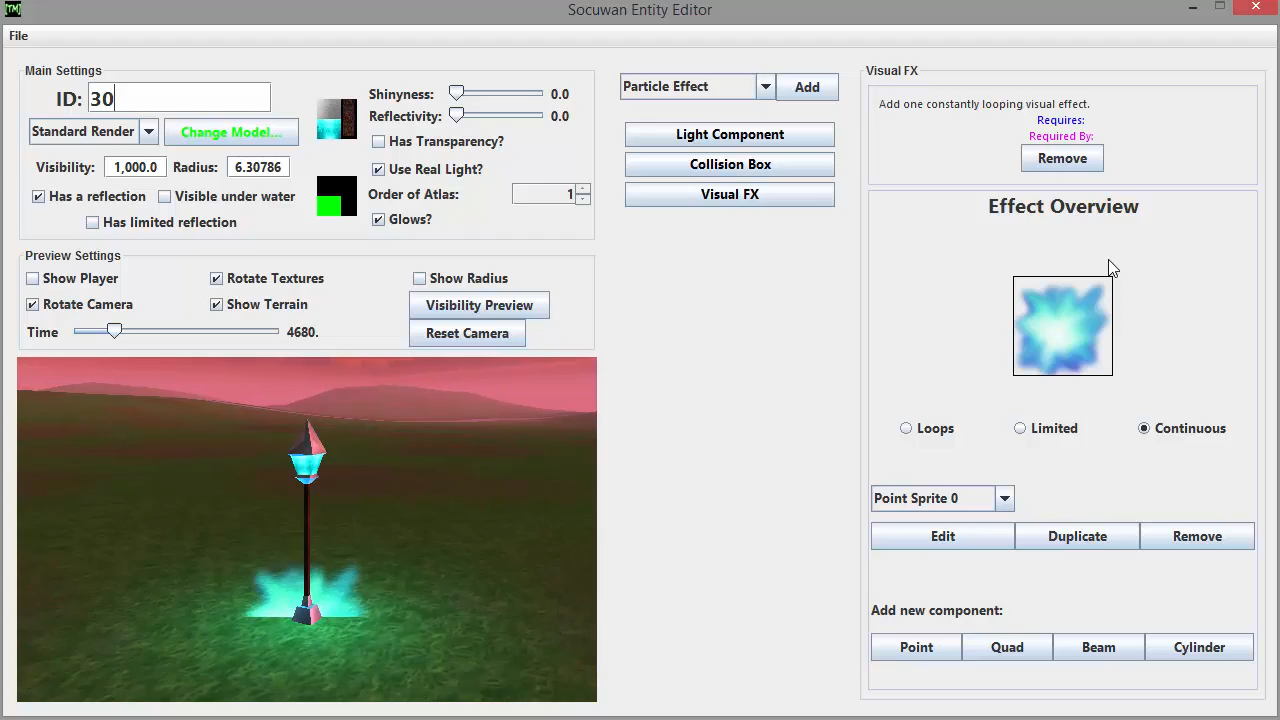 Socuwan Entity Editor
File
Main Settings
ID: 30
Standard Render
Change Model...
Visibility: 1,000.0 Radius: 6.30786
Has a reflection Visible under water
Has limited reflection
Shinyness: 0.0
Reflectivity: 0.0
Has Transparency?
Use Real Light?
Order of Atlas: 1
Glows?
Preview Settings
Show Player Rotate Textures Show Radius
Rotate Camera Show Terrain Visibility Preview
Time 4680. Reset Camera
Particle Effect Add
Light Component
Collision Box
Visual FX
Visual FX
Add one constantly looping visual effect.
Requires:
Required By:
Remove
Effect Overview
Loops Limited Continuous
Point Sprite 0
Edit Duplicate Remove
Add new component:
Point Quad Beam Cylinder